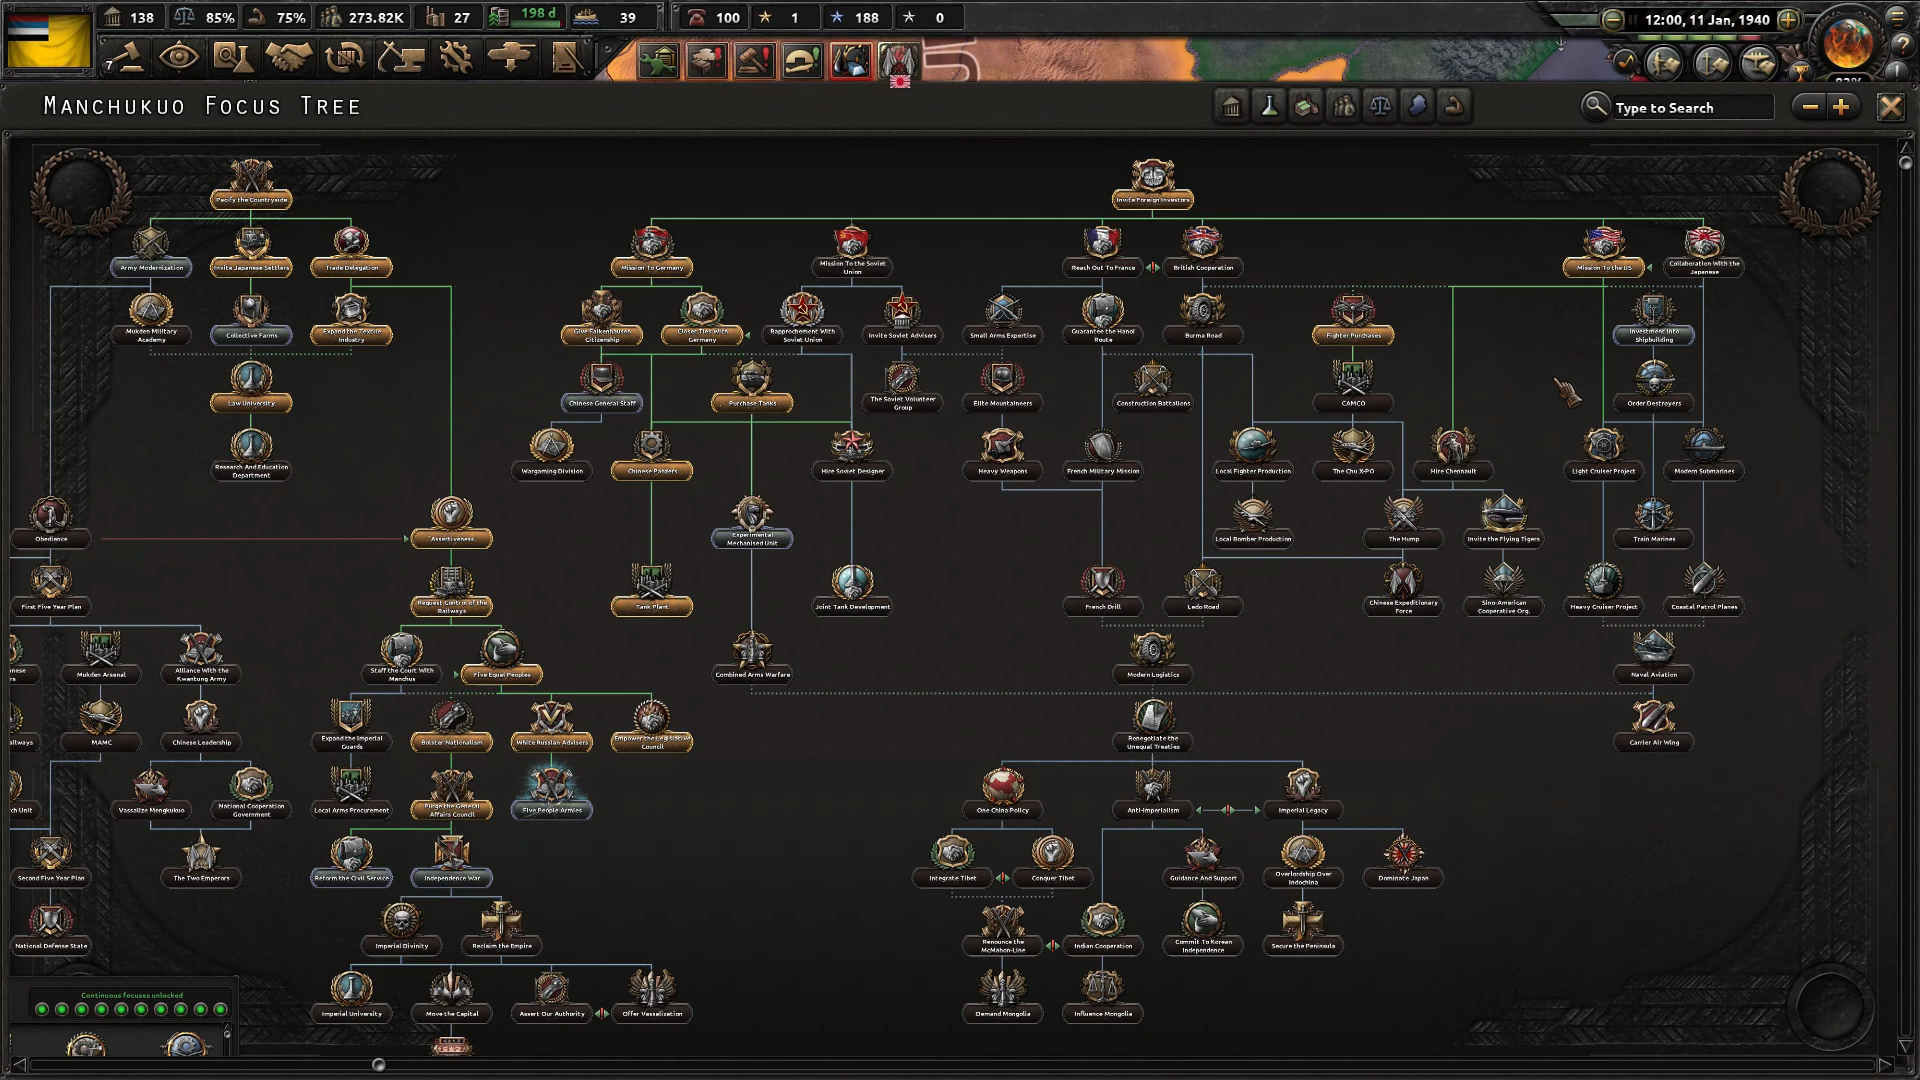 138
85%
75%
273.82K
27
198 d
39
100
1
188
0
12:00, 11 Jan, 1940
7
Manchukuo Focus Tree
Type to Search
Pacify the Countryside
Invite Foreign Investors
Army Modernization
Invite Japanese Settlers
Trade Delegation
Mission To Germany
Mission To the Soviet
Union
Reach Out To France
British Cooperation
Mission To the US
Collaboration With the
Japanese
Mukden Military
Academy
Collective Farms
Expand the Textile
Industry
Give Falkenhausen
Citizenship
Closer Ties With
Germany
Rapprochement With
Soviet Union
Invite Soviet Advisers
Small Arms Expertise
Guarantee the Hanoi
Route
Burma Road
Fighter Purchases
Investment Into
Shipbuilding
Law University
Chinese General Staff
Purchase Tanks
The Soviet Volunteer
Group
Elite Mountaineers
Construction Battalions
CAMCO
Order Destroyers
Research And Education
Department
Wargaming Division
Chinese Panzers
Hire Soviet Designer
Heavy Weapons
French Military Mission
Local Fighter Production
The Chu X-PO
Hire Chennault
Light Cruiser Project
Modern Submarines
Obedience
Assertiveness
Experimental
Mechanised Unit
Local Bomber Production
The Hump
Invite the Flying Tigers
Train Marines
First Five Year Plan
Request Control of the
Railways
Tank Plant
Joint Tank Development
French Drill
Ledo Road
Chinese Expeditionary
Force
Sino-American
Cooperative Org.
Heavy Cruiser Project
Coastal Patrol Planes
Mukden Arsenal
Alliance With the
Kwantung Army
Staff the Court With
Manchus
Five Equal Peoples
Combined Arms Warfare
Modern Logistics
Naval Aviation
MAMC
Chinese Leadership
Expand the Imperial
Guards
Bolster Nationalism
White Russian Advisers
Empower the Legislative
Council
Renegotiate the
Unequal Treaties
Carrier Air Wing
Vassalize Mengkukuo
National Cooperation
Government
Local Arms Procurement
Purge the General
Affairs Council
Five People Armies
One China Policy
Anti-Imperialism
Imperial Legacy
Second Five Year Plan
The Two Emperors
Reform the Civil Service
Independence War
Integrate Tibet
Conquer Tibet
Guidance And Support
Overlordship Over
Indochina
Dominate Japan
National Defense State
Imperial Divinity
Reclaim the Empire
Renounce the
McMahon-Line
Indian Cooperation
Commit To Korean
Independence
Secure the Peninsula
Continuous focuses unlocked
Imperial University
Move the Capital
Assert Our Authority
Offer Vassalization
Demand Mongolia
Influence Mongolia